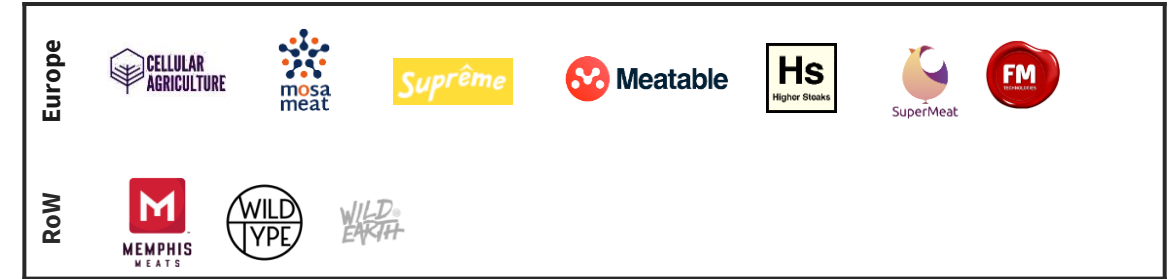 Europe
CELLULAR
AGRICULTURE
mosa
meat
Suprême
Meatable
Hs
Higher Steaks
SuperMeat
FM
TECHNOLOGIES
RoW
M
MEMPHIS
MEATS
WILD
TYPE
WILD
EARTH